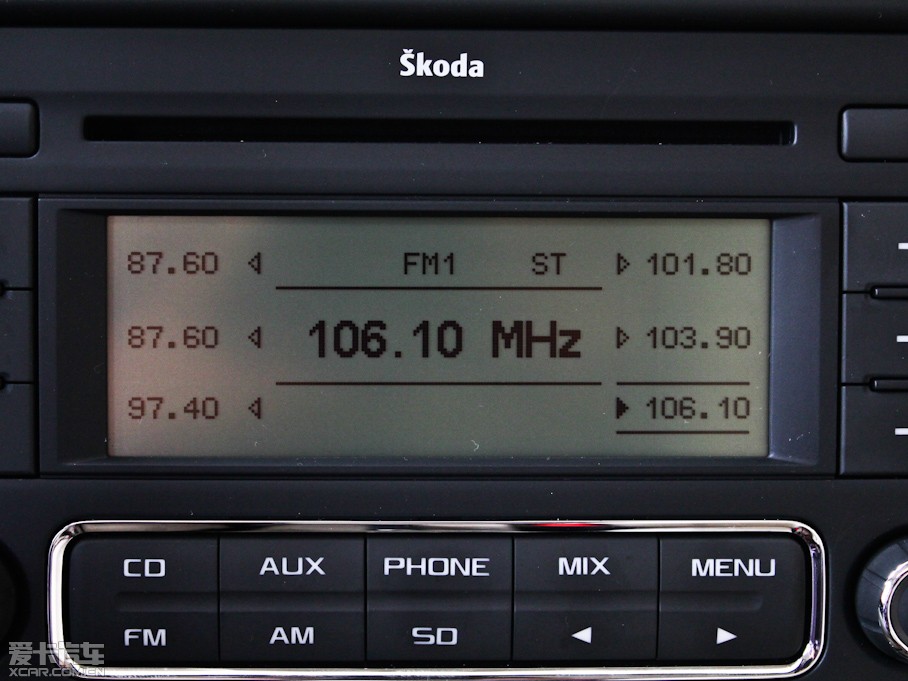 Škoda
87.60 FM1 ST 101.80
87.60 106.10 MHz 103.90
97.40 106.10
CD AUX PHONE MIX MENU
FM AM SD
爱卡汽车
XCAR.COM.CN